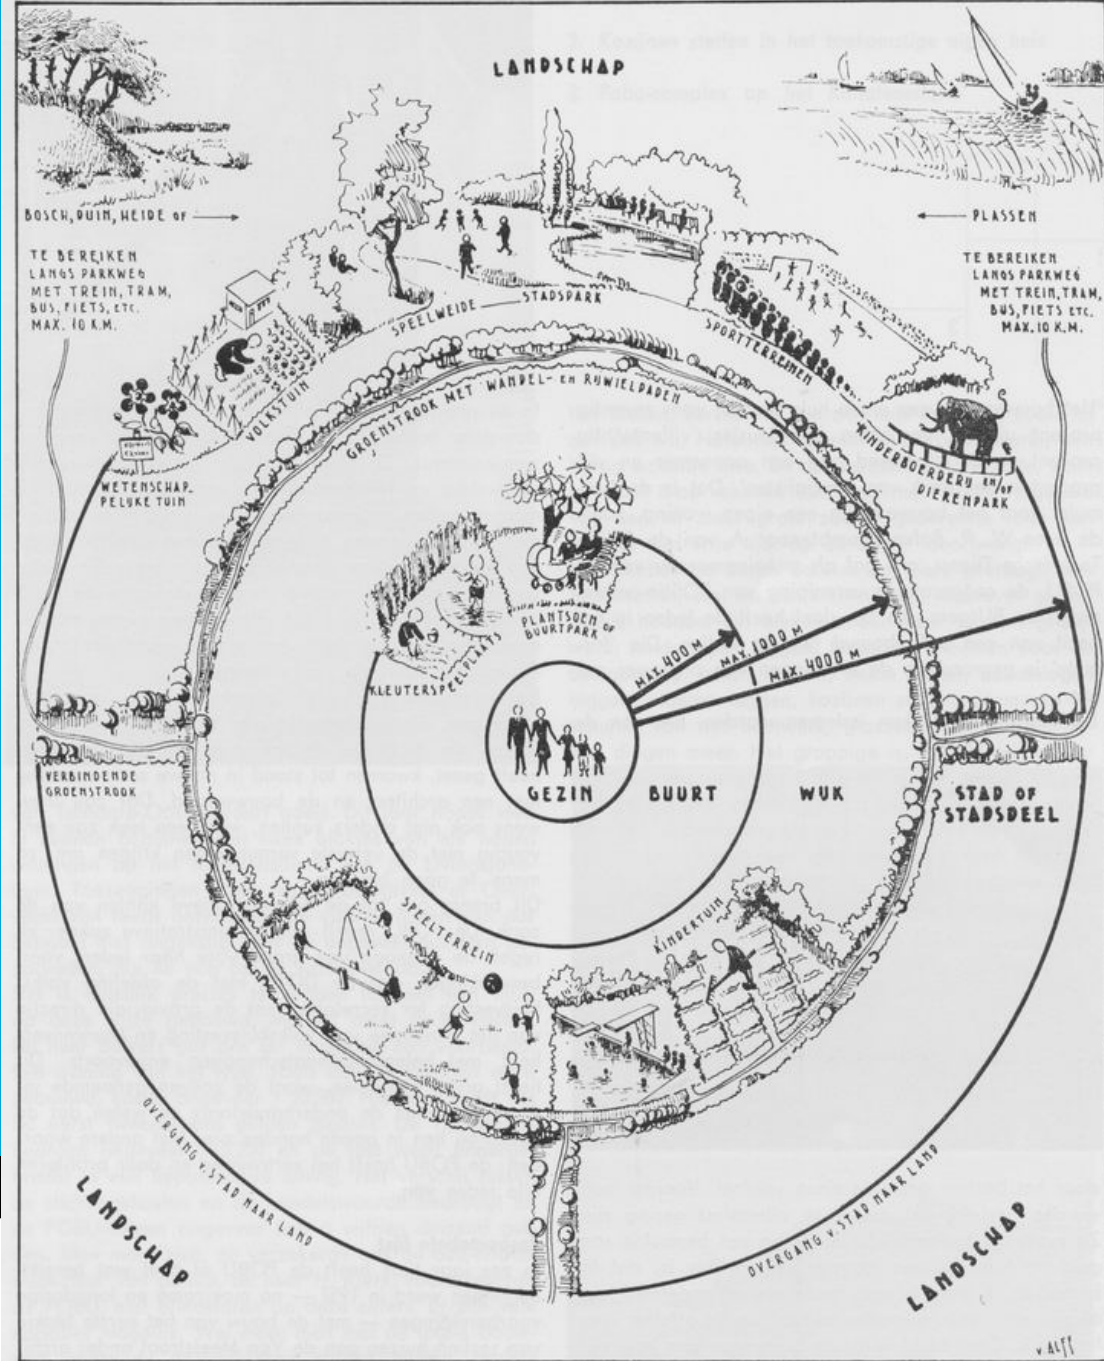 LANDSCHAP
BOSCH, DUIN, HEIDE OF
PLASSEN
TE BEREIKEN
LANGS PARKWEG
MET TREIN, TRAM,
BUS, FIETS, ETC.
MAX. 10 K.M.
TE BEREIKEN
LANGS PARKWEG
MET TREIN, TRAM,
BUS, FIETS ETC.
MAX. 10 K.M.
WETENSCHAP-
PELIJKE TUIN
VOLKSTUIN
SPEELWEIDE
STADSPARK
SPORTTERREINEN
KINDERBOERDERIJ en/of
DIERENPARK
GROENSTROOK MET WANDEL- en RIJWIELPADEN
KLEUTERSPEELPLAATS
PLANTSOEN OF
BUURTPARK
MAX. 400 M
MAX. 1000 M
MAX. 4000 M
GEZIN
BUURT
WIJK
STAD OF
STADSDEEL
VERBINDENDE
GROENSTROOK
SPEELTERREIN
KINDERTUIN
OVERGANG v. STAD NAAR LAND
OVERGANG v. STAD NAAR LAND
LANDSCHAP
LANDSCHAP